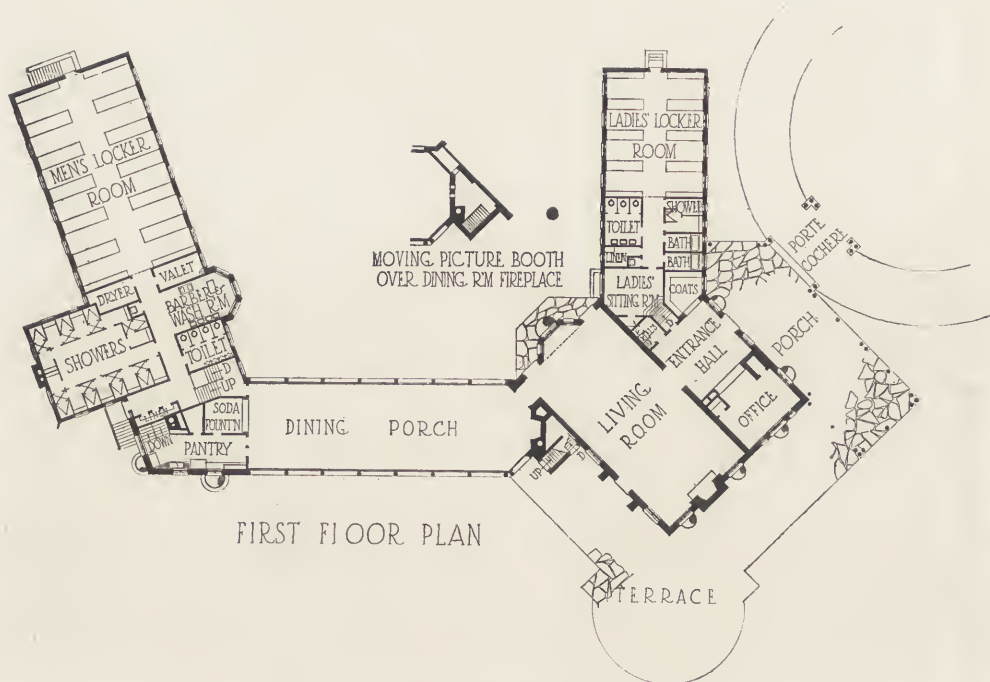 MEN'S LOCKER
ROOM
VALET
DRYER
BARBER &
WASH R'M
TOILET
SHOWERS
D
UP
SODA
FOUNT'N
DOWN
PANTRY
DINING PORCH
MOVING PICTURE BOOTH
OVER DINING R'M FIREPLACE
LADIES' LOCKER
ROOM
SHOWER
TOILET
BATH
BATH
LINEN
LADIES'
SITTING R'M
COATS
D
PORTE
COCHERE
ENTRANCE
HALL
PORCH
LIVING
ROOM
OFFICE
UP
D
TERRACE
FIRST FLOOR PLAN